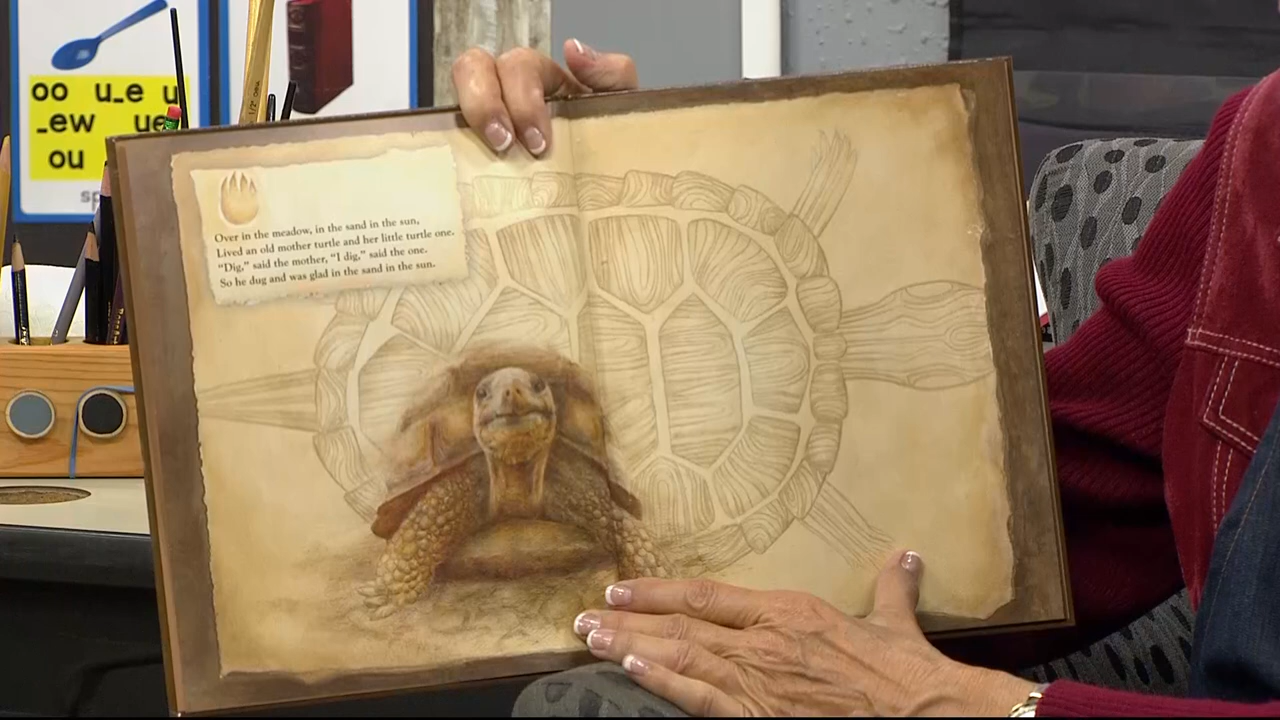 oo u_e u
_ew ue
ou
sp
Over in the meadow, in the sand in the sun,
Lived an old mother turtle and her little turtle one.
"Dig," said the mother, "I dig," said the one.
So he dug and was glad in the sand in the sun.